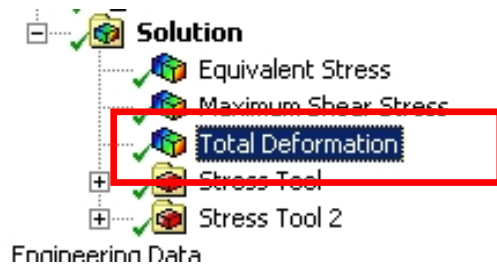 Solution
Equivalent Stress
Maximum Shear Stress
Total Deformation
Stress Tool
Stress Tool 2
Engineering Data